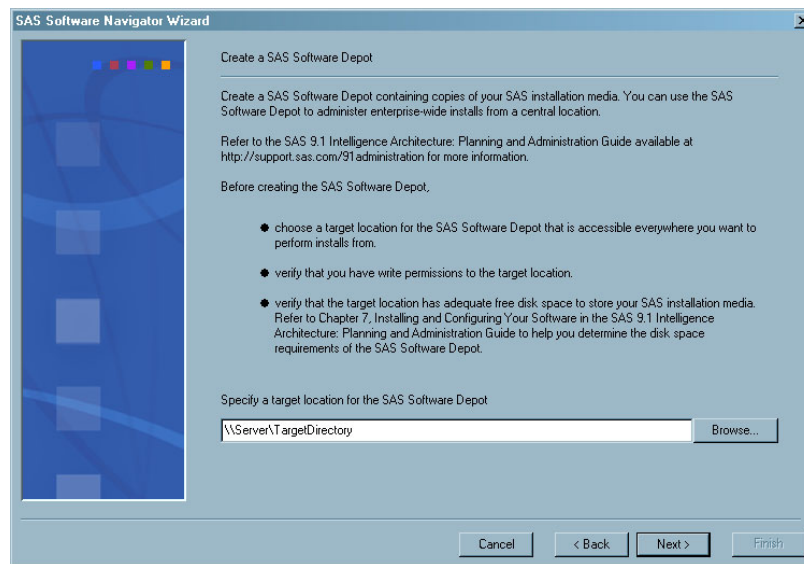 SAS Software Navigator Wizard
Create a SAS Software Depot
Create a SAS Software Depot containing copies of your SAS installation media. You can use the SAS
Software Depot to administer enterprise-wide installs from a central location.
Refer to the SAS 9.1 Intelligence Architecture: Planning and Administration Guide available at
http://support.sas.com/91administration for more information.
Before creating the SAS Software Depot,
● choose a target location for the SAS Software Depot that is accessible everywhere you want to
perform installs from.
● verify that you have write permissions to the target location.
● verify that the target location has adequate free disk space to store your SAS installation media.
Refer to Chapter 7, Installing and Configuring Your Software in the SAS 9.1 Intelligence
Architecture: Planning and Administration Guide to help you determine the disk space
requirements of the SAS Software Depot.
Specify a target location for the SAS Software Depot
\\Server\TargetDirectory
Browse...
Cancel
< Back
Next >
Finish